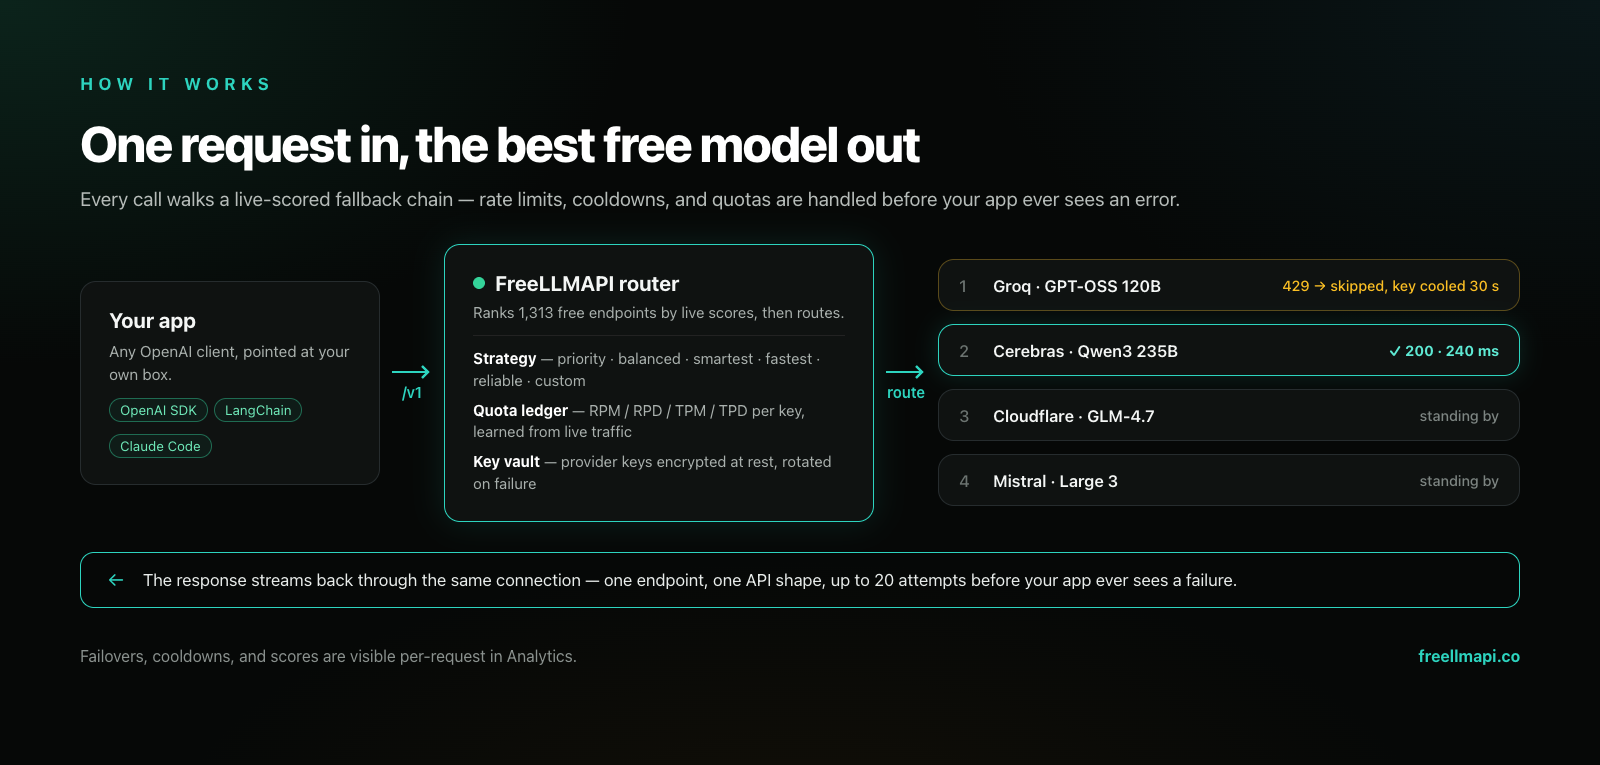 HOW IT WORKS
One request in, the best free model out
Every call walks a live-scored fallback chain — rate limits, cooldowns, and quotas are handled before your app ever sees an error.
Your app
Any OpenAI client, pointed at your
own box.
OpenAI SDK
LangChain
Claude Code
/v1
FreeLLMAPI router
Ranks 1,313 free endpoints by live scores, then routes.
Strategy — priority · balanced · smartest · fastest ·
reliable · custom
Quota ledger — RPM / RPD / TPM / TPD per key,
learned from live traffic
Key vault — provider keys encrypted at rest, rotated
on failure
route
1 Groq · GPT-OSS 120B 429 → skipped, key cooled 30 s
2 Cerebras · Qwen3 235B ✓ 200 · 240 ms
3 Cloudflare · GLM-4.7 standing by
4 Mistral · Large 3 standing by
← The response streams back through the same connection — one endpoint, one API shape, up to 20 attempts before your app ever sees a failure.
Failovers, cooldowns, and scores are visible per-request in Analytics.
freellmapi.co